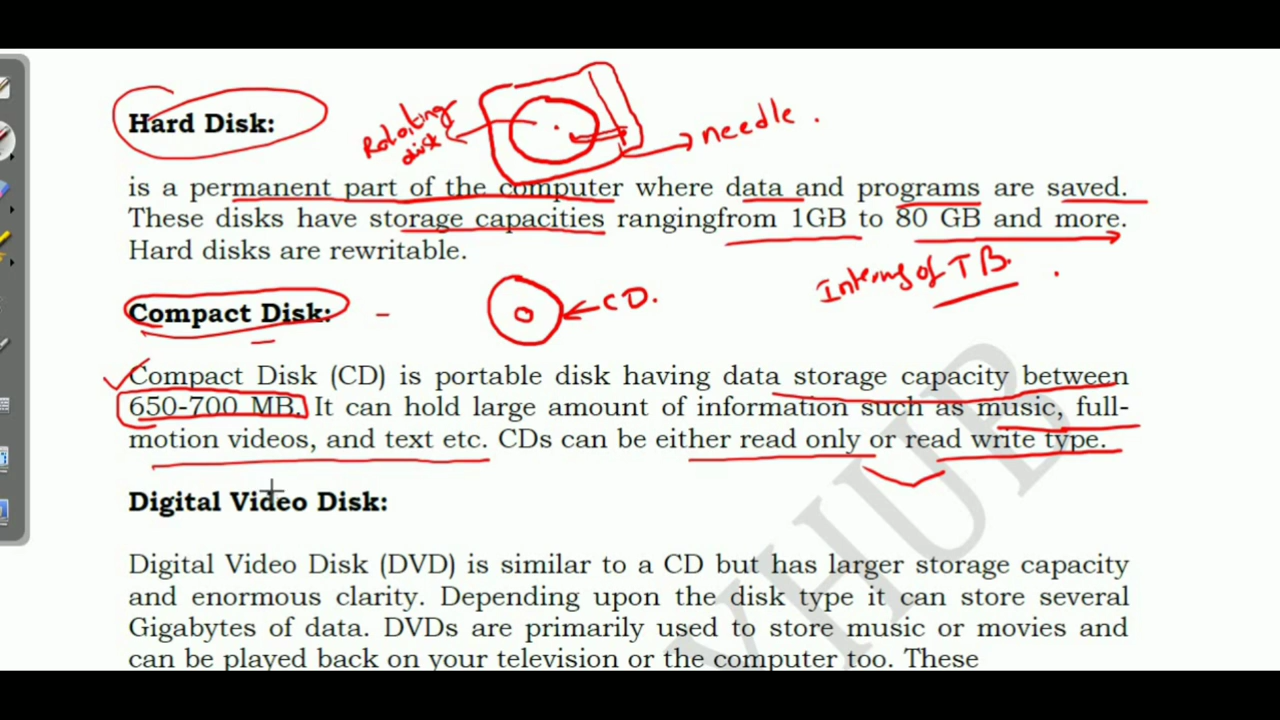 Hard Disk:
Rotating
disk
needle.
is a permanent part of the computer where data and programs are saved.
These disks have storage capacities rangingfrom 1GB to 80 GB and more.
Hard disks are rewritable.
Interms of TB.
Compact Disk: -
CD.
Compact Disk (CD) is portable disk having data storage capacity between
650-700 MB. It can hold large amount of information such as music, full-
motion videos, and text etc. CDs can be either read only or read write type.
Digital Video Disk:
Digital Video Disk (DVD) is similar to a CD but has larger storage capacity
and enormous clarity. Depending upon the disk type it can store several
Gigabytes of data. DVDs are primarily used to store music or movies and
can be played back on your television or the computer too. These
YHUB